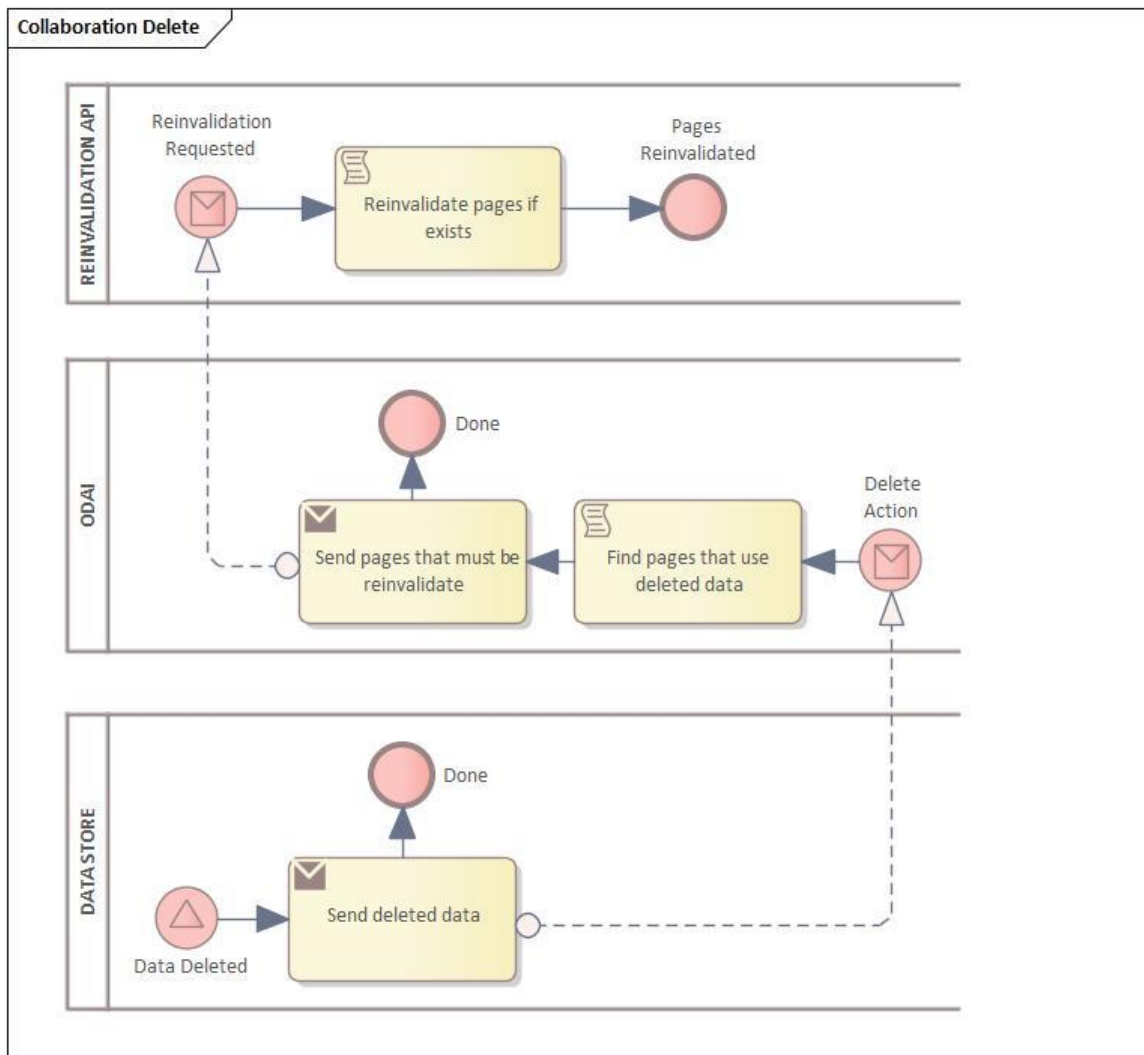 Collaboration Delete
REINVALIDATION API
Reinvalidation
Requested
Reinvalidate pages if
exists
Pages
Reinvalidated
ODAI
Done
Send pages that must be
reinvalidate
Find pages that use
deleted data
Delete
Action
DATA STORE
Done
Send deleted data
Data Deleted